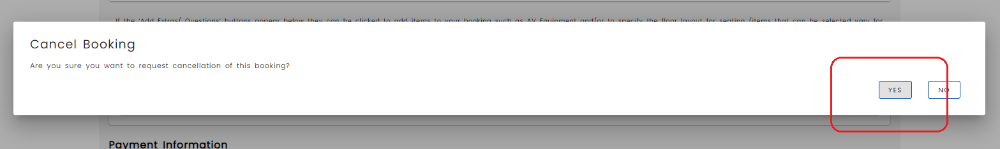 If the 'Add Extras/ Questions' buttons appear below they can be clicked to add items to your booking such as AV Equipment and/or to specify the floor layout for seating (items that can be selected vary for
Cancel Booking
Are you sure you want to request cancellation of this booking?
YES NO
Payment Information